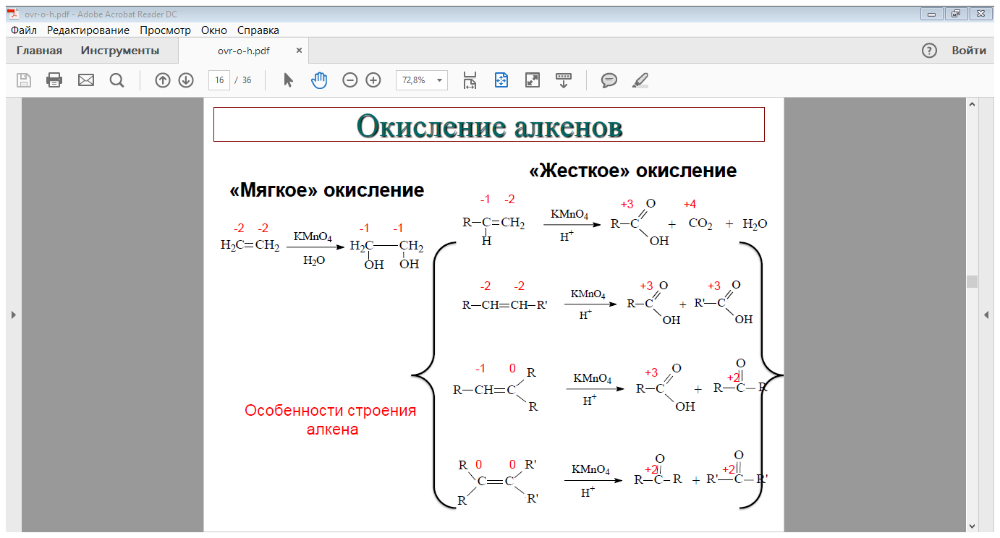 ovr-o-h.pdf - Adobe Acrobat Reader DC
Файл Редактирование Просмотр Окно Справка
Главная Инструменты ovr-o-h.pdf × ? Войти
16 / 36 72,8%
Окисление алкенов
«Мягкое» окисление
-2 -2 -1 -1
H2C=CH2 KMnO4 H2C CH2
H2O OH OH
Особенности строения
алкена
«Жесткое» окисление
-1 -2 +3 O +4
R–C=CH2 KMnO4 R–C + CO2 + H2O
H H+ OH
-2 -2 +3 O +3 O
R–CH=CH–R' KMnO4 R–C + R'–C
H+ OH OH
-1 0 R +3 O +2 O
R–CH=C KMnO4 R–C + R–C–R
R H+ OH
R 0 0 R' +2 O +2 O
C=C KMnO4 R–C–R + R'–C–R'
R R' H+